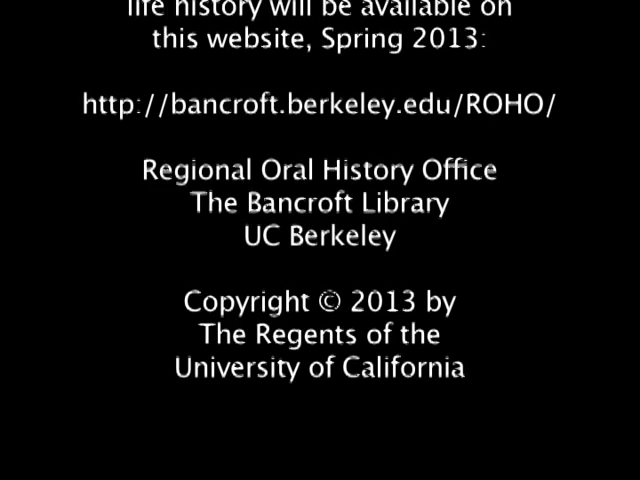 life history will be available on
this website, Spring 2013:
http://bancroft.berkeley.edu/ROHO/
Regional Oral History Office
The Bancroft Library
UC Berkeley
Copyright © 2013 by
The Regents of the
University of California